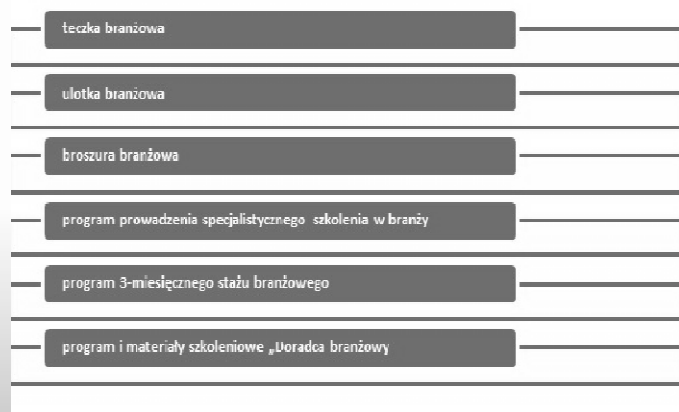 teczka branżowa
ulotka branżowa
broszura branżowa
program prowadzenia specjalistycznego szkolenia w branży
program 3-miesięcznego stażu branżowego
program i materiały szkoleniowe „Doradca branżowy